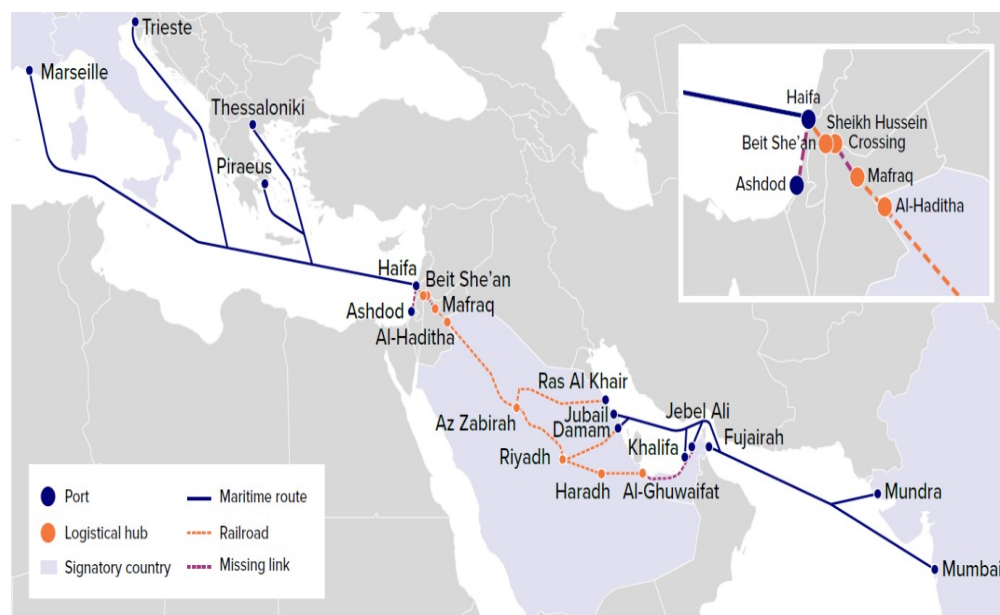 Trieste
Marseille
Thessaloniki
Piraeus
Haifa
Beit She'an
Ashdod
Mafraq
Al-Haditha
Ras Al Khair
Az Zabirah
Jubail
Damam
Jebel Ali
Riyadh
Khalifa
Fujairah
Haradh
Al-Ghuwaifat
Mundra
Mumbai
Haifa
Sheikh Hussein
Beit She'an
Crossing
Ashdod
Mafraq
Al-Haditha
Port
Maritime route
Logistical hub
Railroad
Signatory country
Missing link